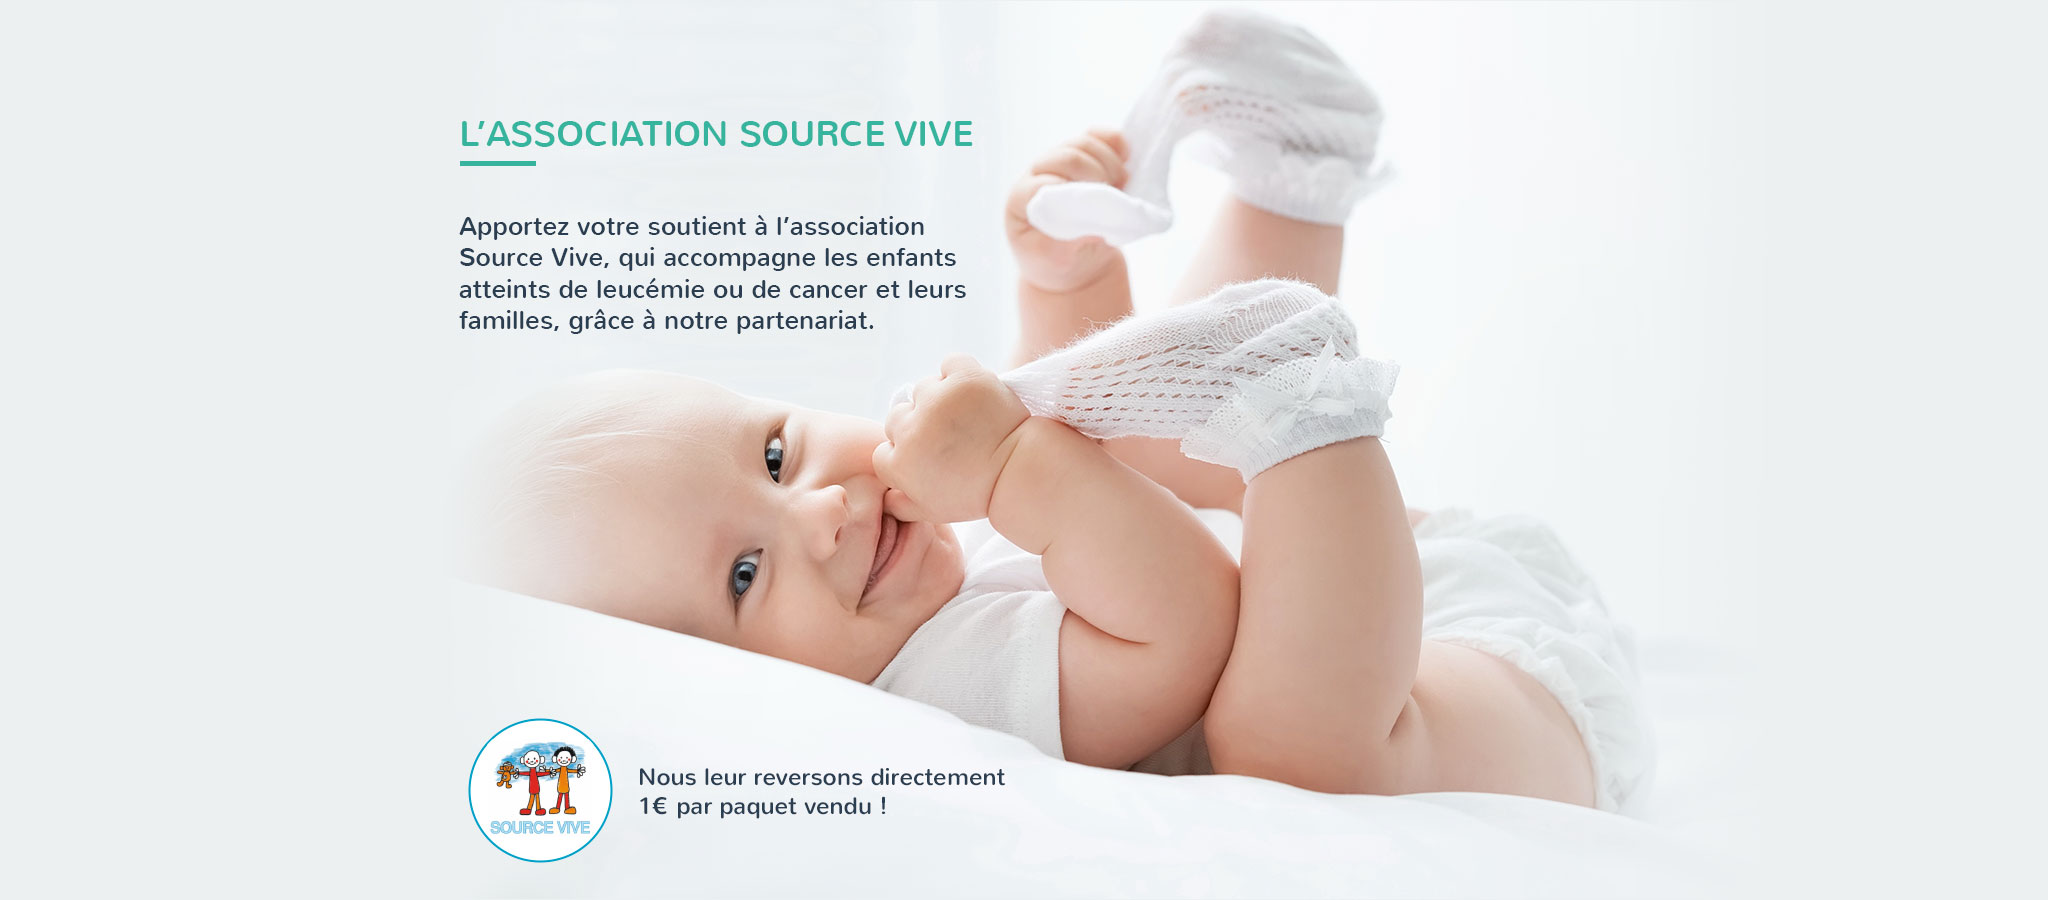 L’ASSOCIATION SOURCE VIVE
Apportez votre soutient à l’association
Source Vive, qui accompagne les enfants
atteints de leucémie ou de cancer et leurs
familles, grâce à notre partenariat.
SOURCE VIVE
Nous leur reversons directement
1€ par paquet vendu !